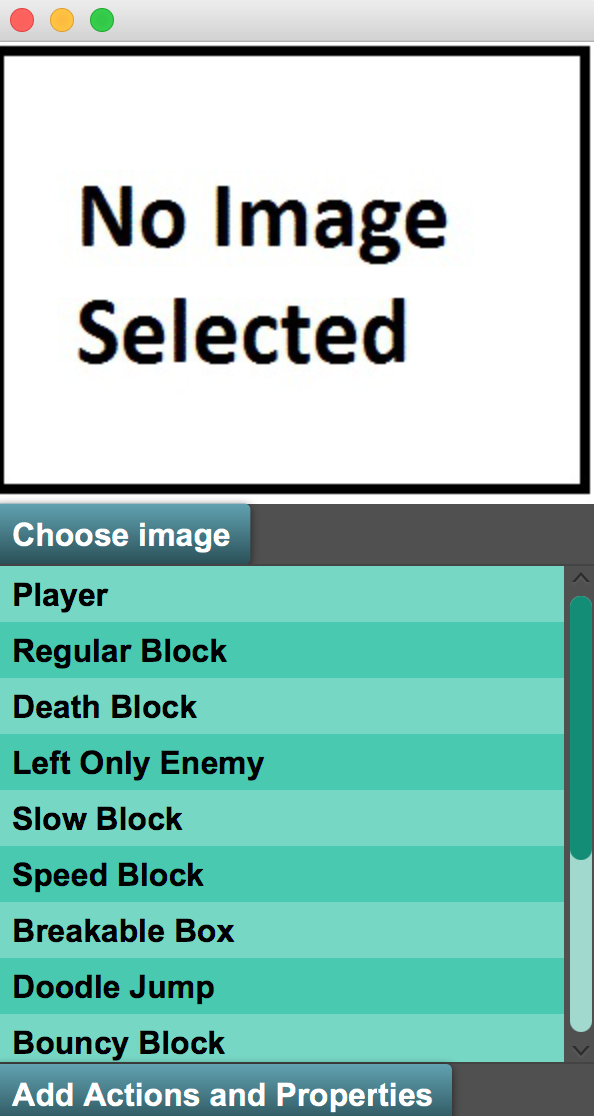 No Image
Selected
Choose image
Player
Regular Block
Death Block
Left Only Enemy
Slow Block
Speed Block
Breakable Box
Doodle Jump
Bouncy Block
Add Actions and Properties